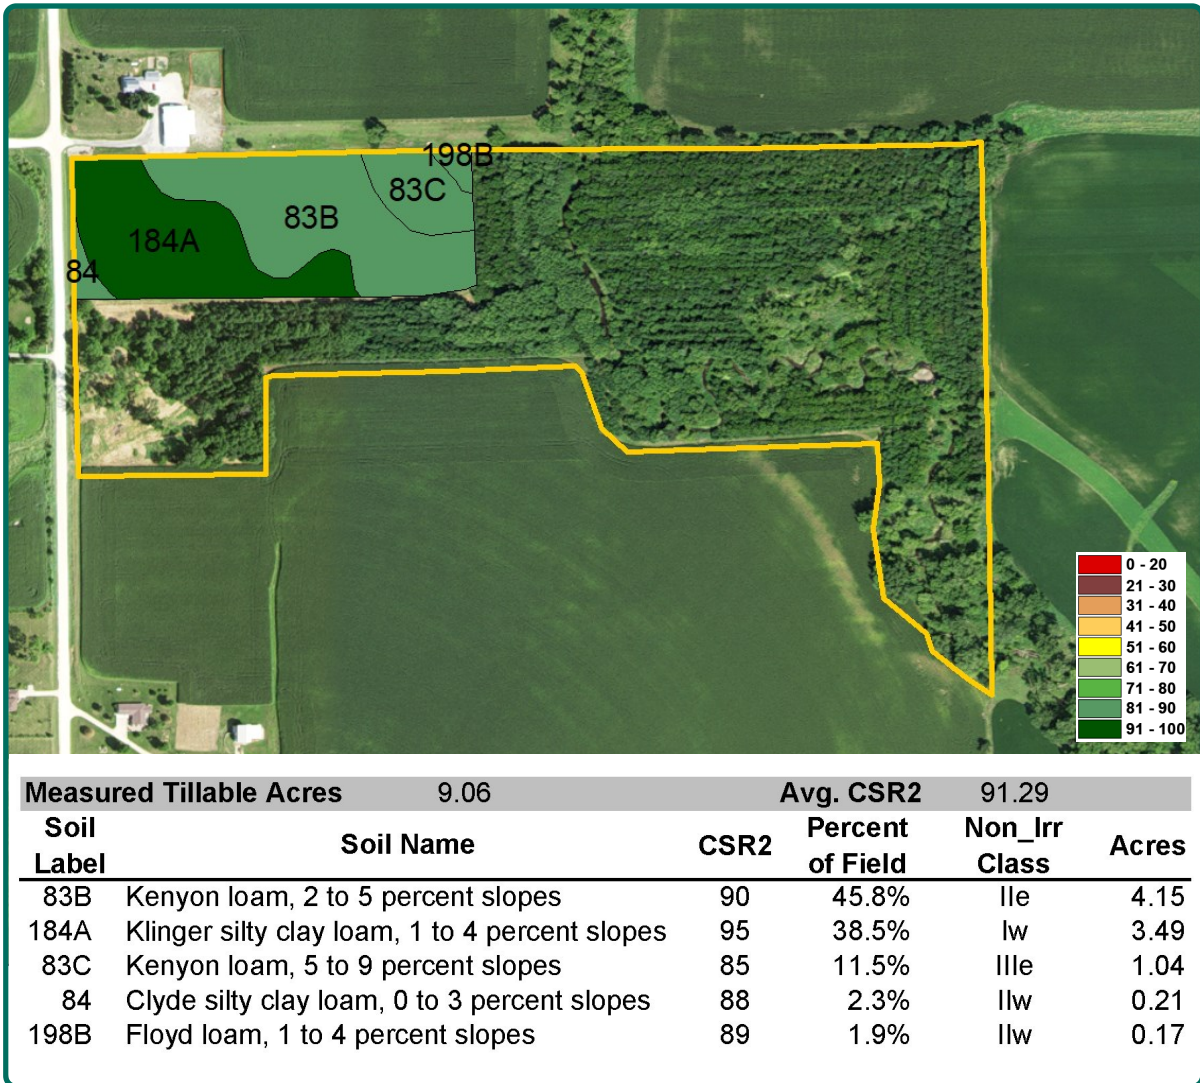 198B
83C
83B
184A
84
0 - 20
21 - 30
31 - 40
41 - 50
51 - 60
61 - 70
71 - 80
81 - 90
91 - 100
Measured Tillable Acres 9.06 Avg. CSR2 91.29
Soil Label Soil Name CSR2 Percent of Field Non_Irr Class Acres
83B Kenyon loam, 2 to 5 percent slopes 90 45.8% IIe 4.15
184A Klinger silty clay loam, 1 to 4 percent slopes 95 38.5% Iw 3.49
83C Kenyon loam, 5 to 9 percent slopes 85 11.5% IIIe 1.04
84 Clyde silty clay loam, 0 to 3 percent slopes 88 2.3% IIw 0.21
198B Floyd loam, 1 to 4 percent slopes 89 1.9% IIw 0.17